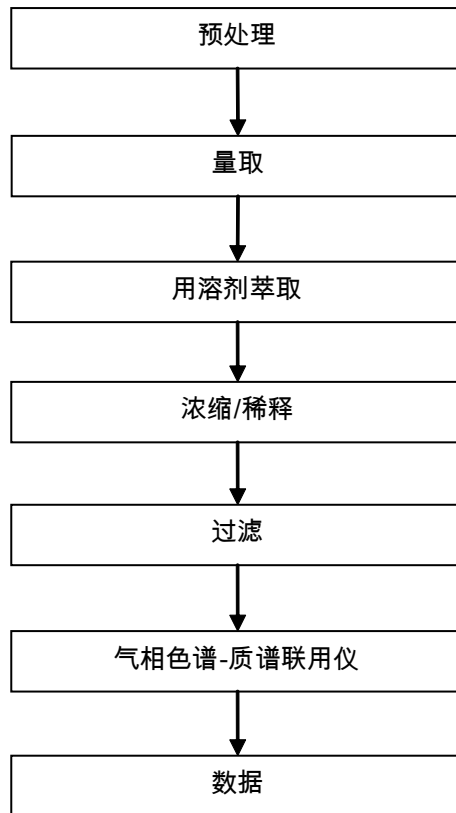 预处理
量取
用溶剂萃取
浓缩/稀释
过滤
气相色谱-质谱联用仪
数据